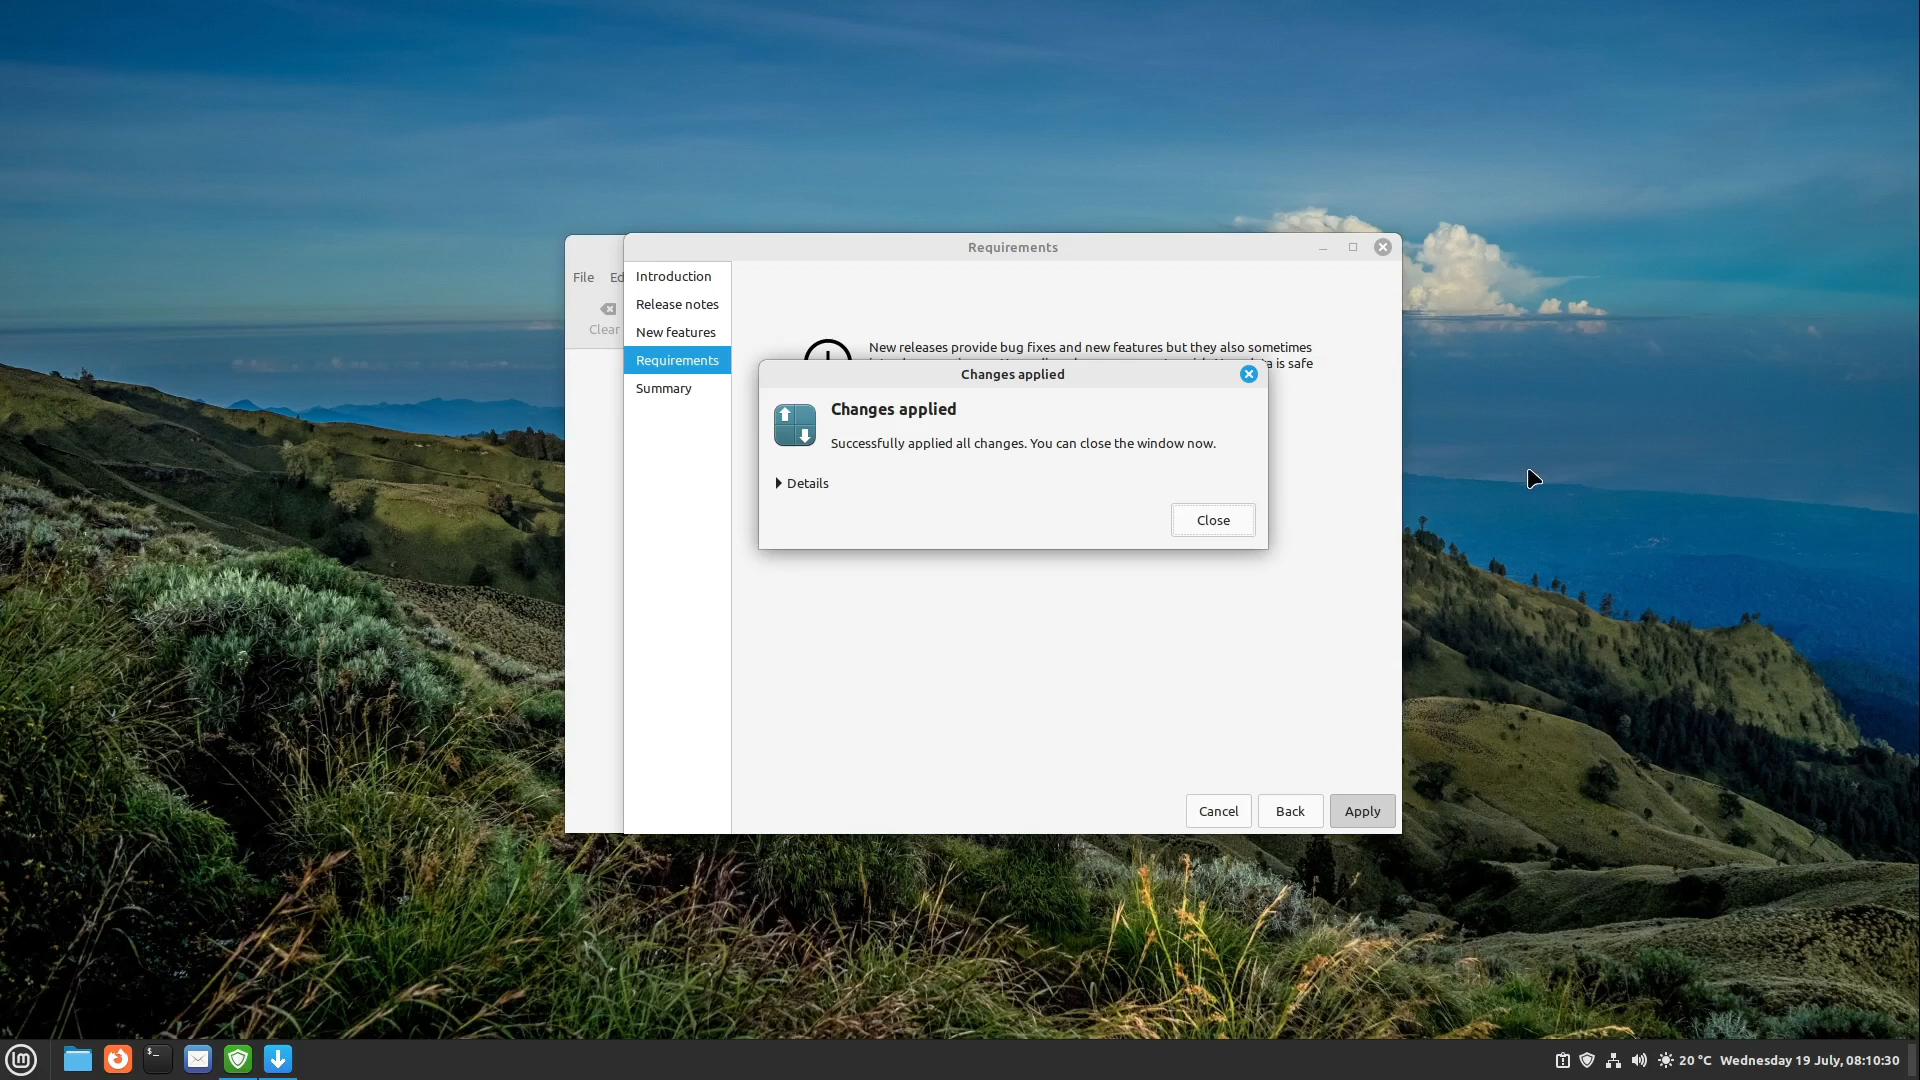 Requirements
File Ed
Clear
Introduction
Release notes
New features
Requirements
Summary
New releases provide bug fixes and new features but they also sometimes
is safe
Changes applied
Changes applied
Successfully applied all changes. You can close the window now.
Details
Close
Cancel Back Apply
20 °C Wednesday 19 July, 08:10:30